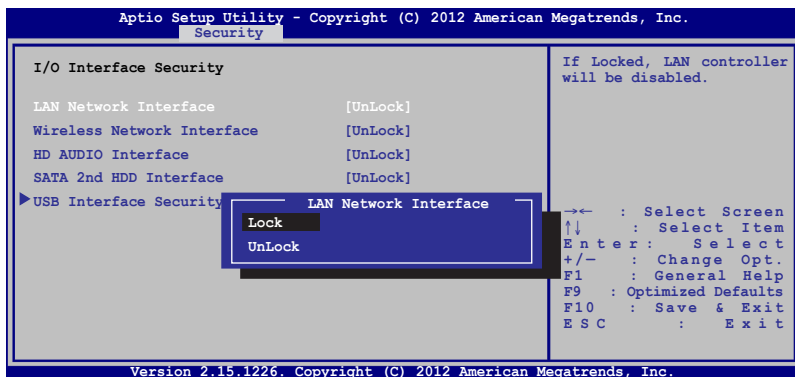 Aptio Setup Utility - Copyright (C) 2012 American Megatrends, Inc.
Security
I/O Interface Security
LAN Network Interface [UnLock]
Wireless Network Interface [UnLock]
HD AUDIO Interface [UnLock]
SATA 2nd HDD Interface [UnLock]
USB Interface Security
LAN Network Interface
Lock
UnLock
If Locked, LAN controller
will be disabled.
→← : Select Screen
↑↓ : Select Item
Enter: Select
+/— : Change Opt.
F1 : General Help
F9 : Optimized Defaults
F10 : Save & Exit
ESC : Exit
Version 2.15.1226. Copyright (C) 2012 American Megatrends, Inc.